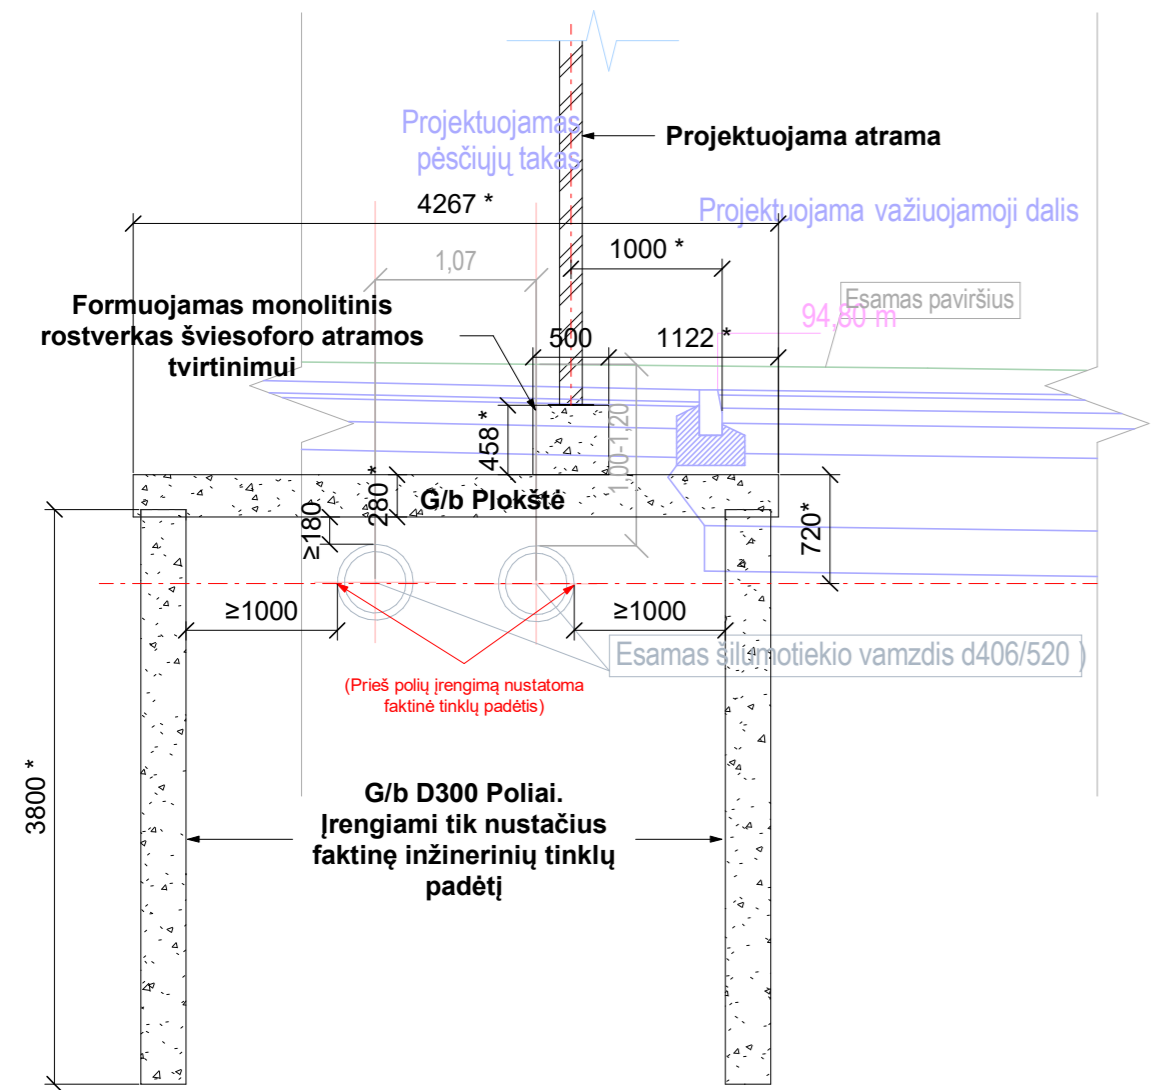 Projektuojamas
pėsčiųjų takas
Projektuojama atrama
4267 *
Projektuojama važiuojamoji dalis
1,07
1000 *
Esamas paviršius
94,80 m
Formuojamas monolitinis
rostverkas šviesoforo atramos
tvirtinimui
500
1122 *
458 *
1,00-1,20
280 *
G/b Plokštė
≥180
720*
≥1000
≥1000
Esamas šilumotiekio vamzdis d406/520 )
(Prieš polių įrengimą nustatoma
faktinė tinklų padėtis)
3800 *
G/b D300 Poliai.
Įrengiami tik nustačius
faktinę inžinerinių tinklų
padėtį